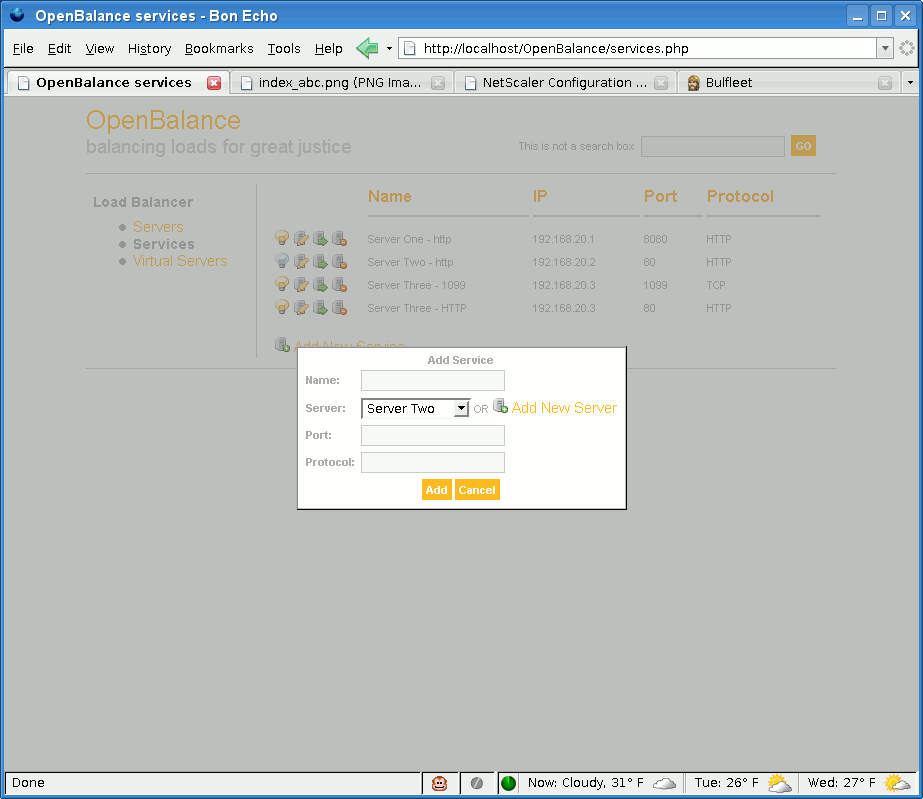 OpenBalance services - Bon Echo
File Edit View History Bookmarks Tools Help http://localhost/OpenBalance/services.php
OpenBalance services index_abc.png (PNG Ima... NetScaler Configuration ... Bulfleet
OpenBalance
balancing loads for great justice
This is not a search box GO
Load Balancer
Servers
Services
Virtual Servers
Name IP Port Protocol
Server One - http 192.168.20.1 8080 HTTP
Server Two - http 192.168.20.2 80 HTTP
Server Three - 1099 192.168.20.3 1099 TCP
Server Three - HTTP 192.168.20.3 80 HTTP
Add New Service
Add Service
Name:
Server: Server Two OR Add New Server
Port:
Protocol:
Add Cancel
Done Now: Cloudy, 31° F Tue: 26° F Wed: 27° F